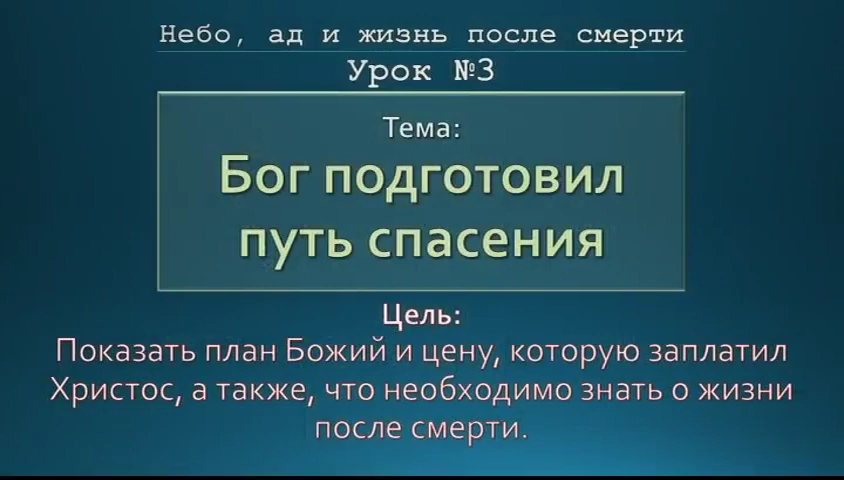 Небо, ад и жизнь после смерти
Урок №3
Тема:
Бог подготовил
путь спасения
Цель:
Показать план Божий и цену, которую заплатил
Христос, а также, что необходимо знать о жизни
после смерти.